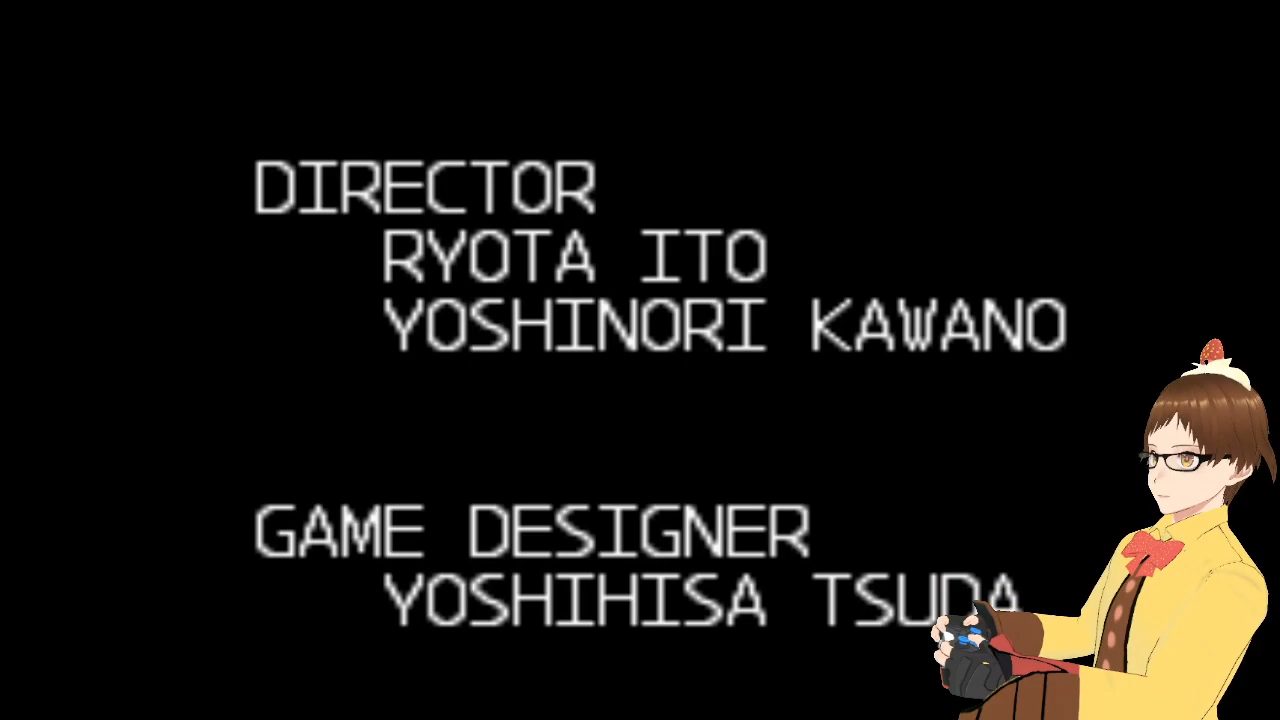 DIRECTOR
RYOTA ITO
YOSHINORI KAWANO
GAME DESIGNER
YOSHIHISA TSUDA